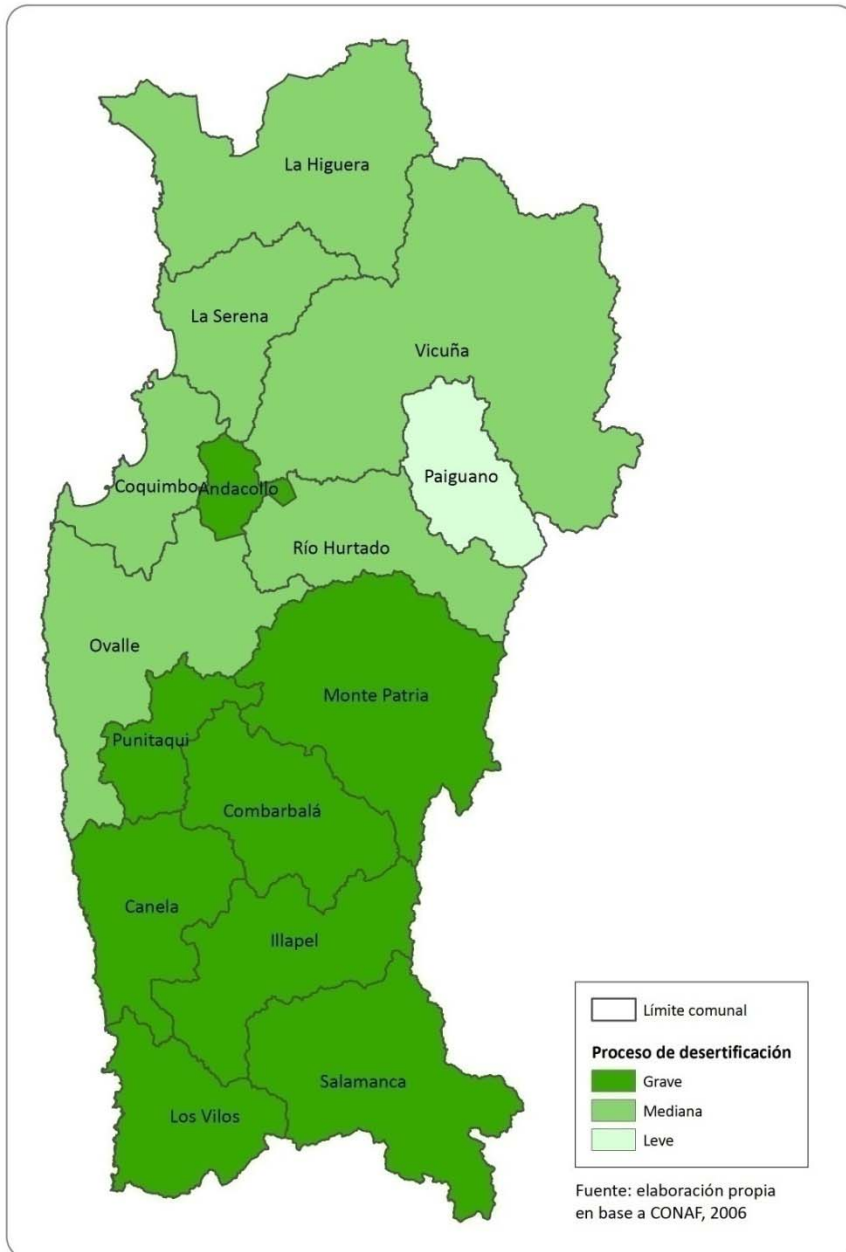 La Higuera
La Serena
Vicuña
Coquimbo
Andacollo
Paiguano
Río Hurtado
Ovalle
Monte Patria
Punitaqui
Combarbalá
Canela
Illapel
Salamanca
Los Vilos
Límite comunal
Proceso de desertificación
Grave
Mediana
Leve
Fuente: elaboración propia
en base a CONAF, 2006